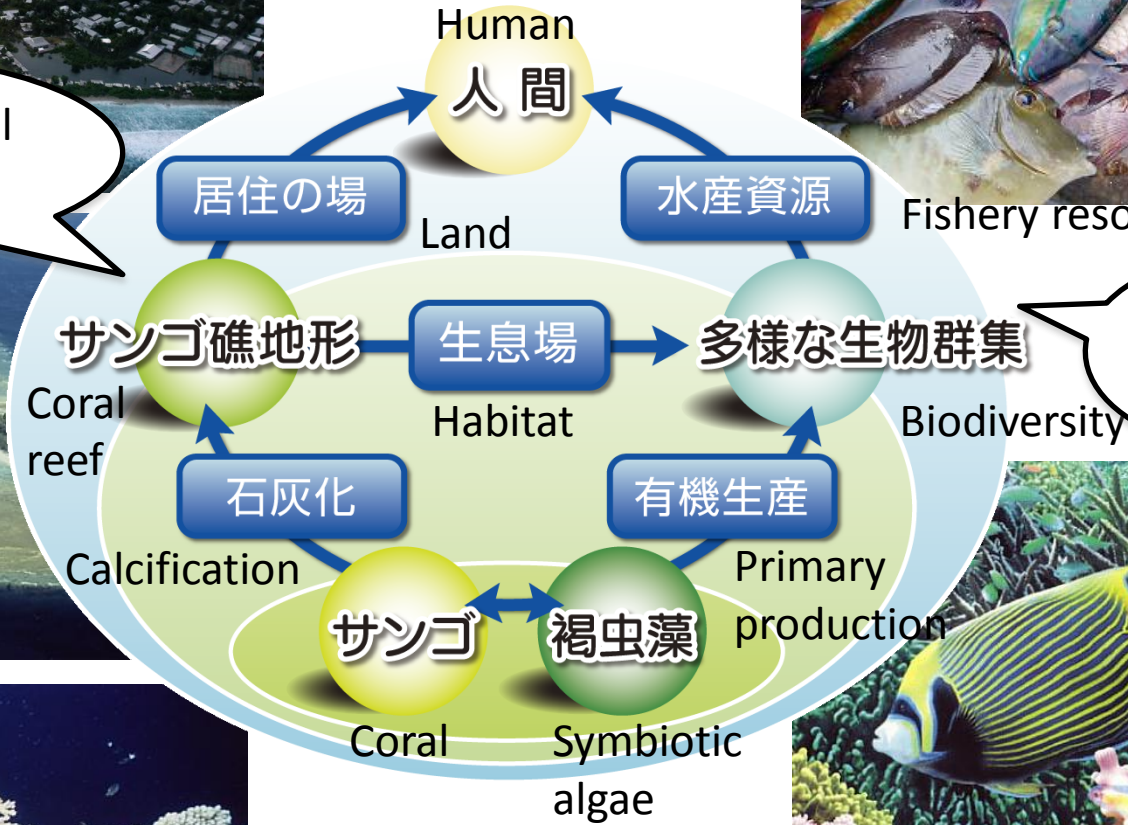 Human
人間
居住の場
水産資源
Land
Fishery
サンゴ礁地形
生息場
多様な生物群集
Coral
reef
Habitat
Biodiversity
石灰化
有機生産
Calcification
Primary
production
サンゴ
褐虫藻
Coral
Symbiotic
algae